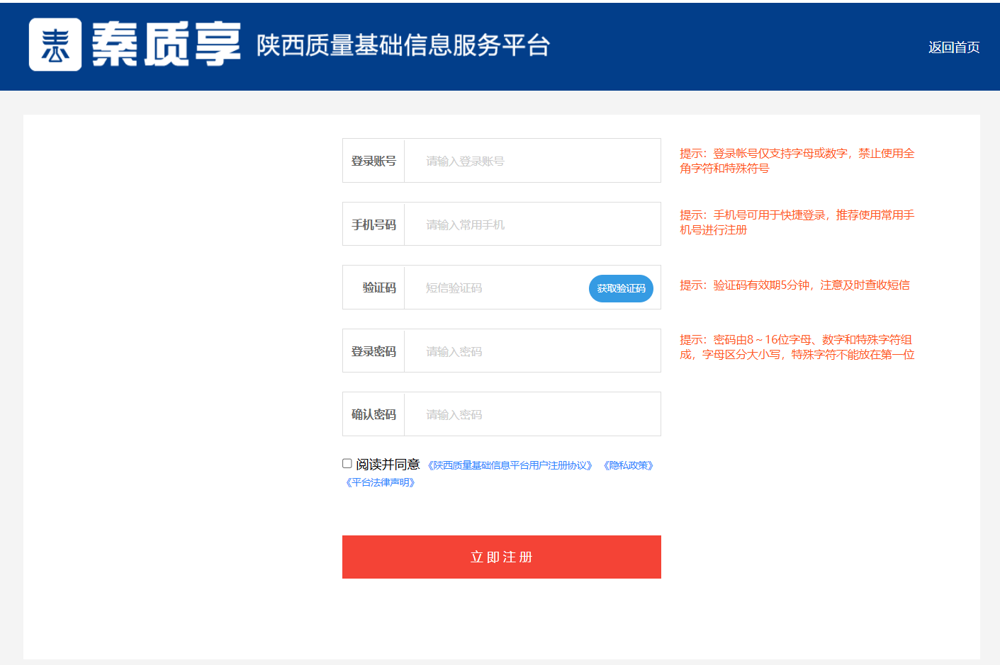 秦质享 陕西质量基础信息服务平台
返回首页
登录账号 请输入登录账号
提示：登录帐号仅支持字母或数字，禁止使用全
角字符和特殊符号
手机号码 请输入常用手机
提示：手机号可用于快捷登录，推荐使用常用手
机号进行注册
验证码 短信验证码 获取验证码
提示：验证码有效期5分钟，注意及时查收短信
登录密码 请输入密码
提示：密码由8～16位字母、数字和特殊字符组
成，字母区分大小写，特殊字符不能放在第一位
确认密码 请输入密码
阅读并同意 《陕西质量基础信息平台用户注册协议》 《隐私政策》
《平台法律声明》
立即注册